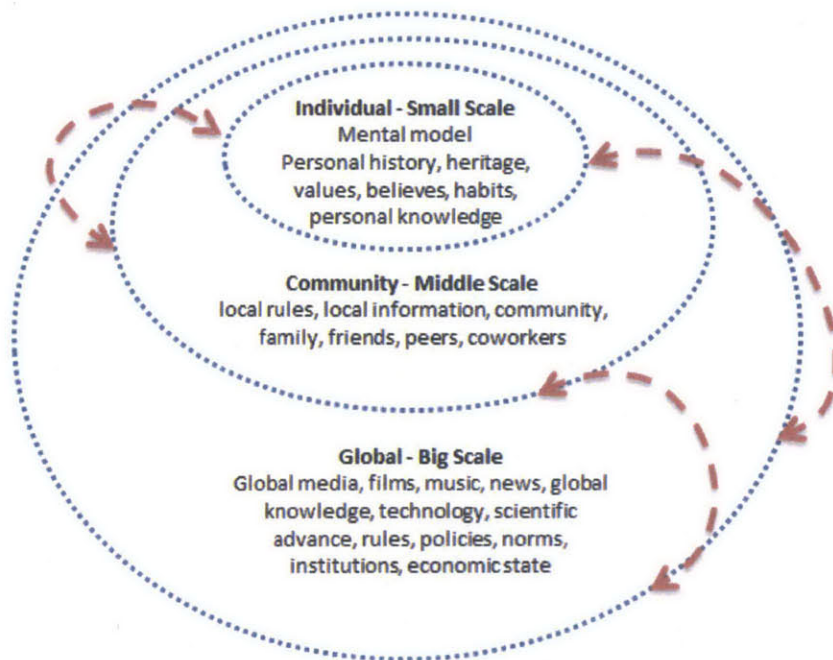 Individual - Small Scale
Mental model
Personal history, heritage,
values, believes, habits,
personal knowledge
Community - Middle Scale
local rules, local information, community,
family, friends, peers, coworkers
Global - Big Scale
Global media, films, music, news, global
knowledge, technology, scientific
advance, rules, policies, norms,
institutions, economic state